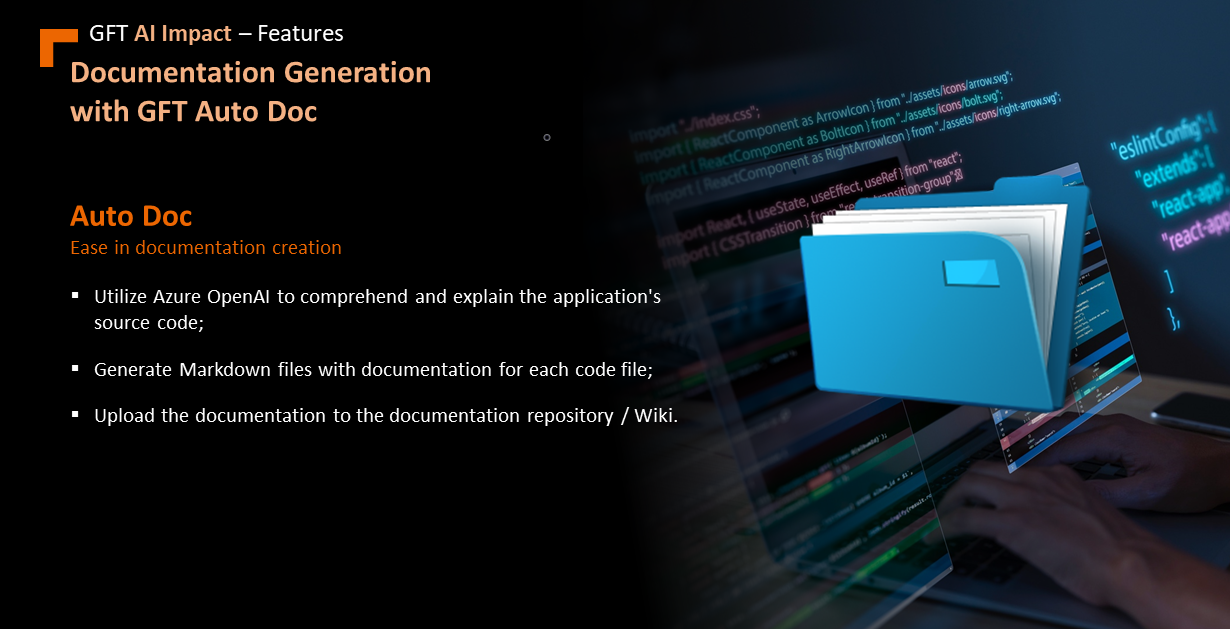 GFT AI Impact – Features
Documentation Generation
with GFT Auto Doc
Auto Doc
Ease in documentation creation
▪ Utilize Azure OpenAI to comprehend and explain the application's
source code;
▪ Generate Markdown files with documentation for each code file;
▪ Upload the documentation to the documentation repository / Wiki.
import "../index.css";
import { ReactComponent as ArrowIcon } from "../assets/icons/arrow.svg";
import { ReactComponent as BoltIcon } from "../assets/icons/bolt.svg";
import { ReactComponent as RightArrowIcon } from "../assets/icons/right-arrow.svg";
import React, { useState, useEffect, useRef } from "react";
import { CSSTransition } from "react-transition-group";
"eslintConfig": {
"extends": [
"react-app"
"react-app
]
},